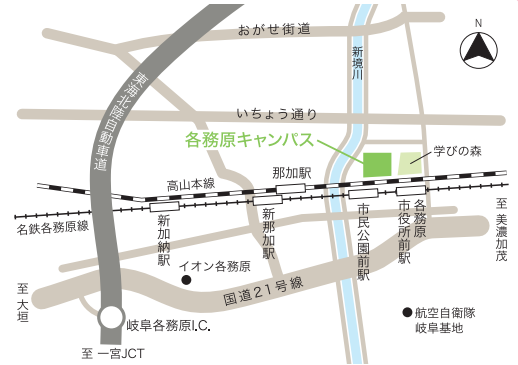 おがせ街道
N
新境川
東海北陸自動車道
いちょう通り
各務原キャンパス
学びの森
那加駅
高山本線
名鉄各務原線
新加納駅
新那加駅
市民公園前駅
各務原
市役所前駅
至 美濃加茂
イオン各務原
国道21号線
至 大垣
岐阜各務原I.C.
航空自衛隊
岐阜基地
至 一宮JCT